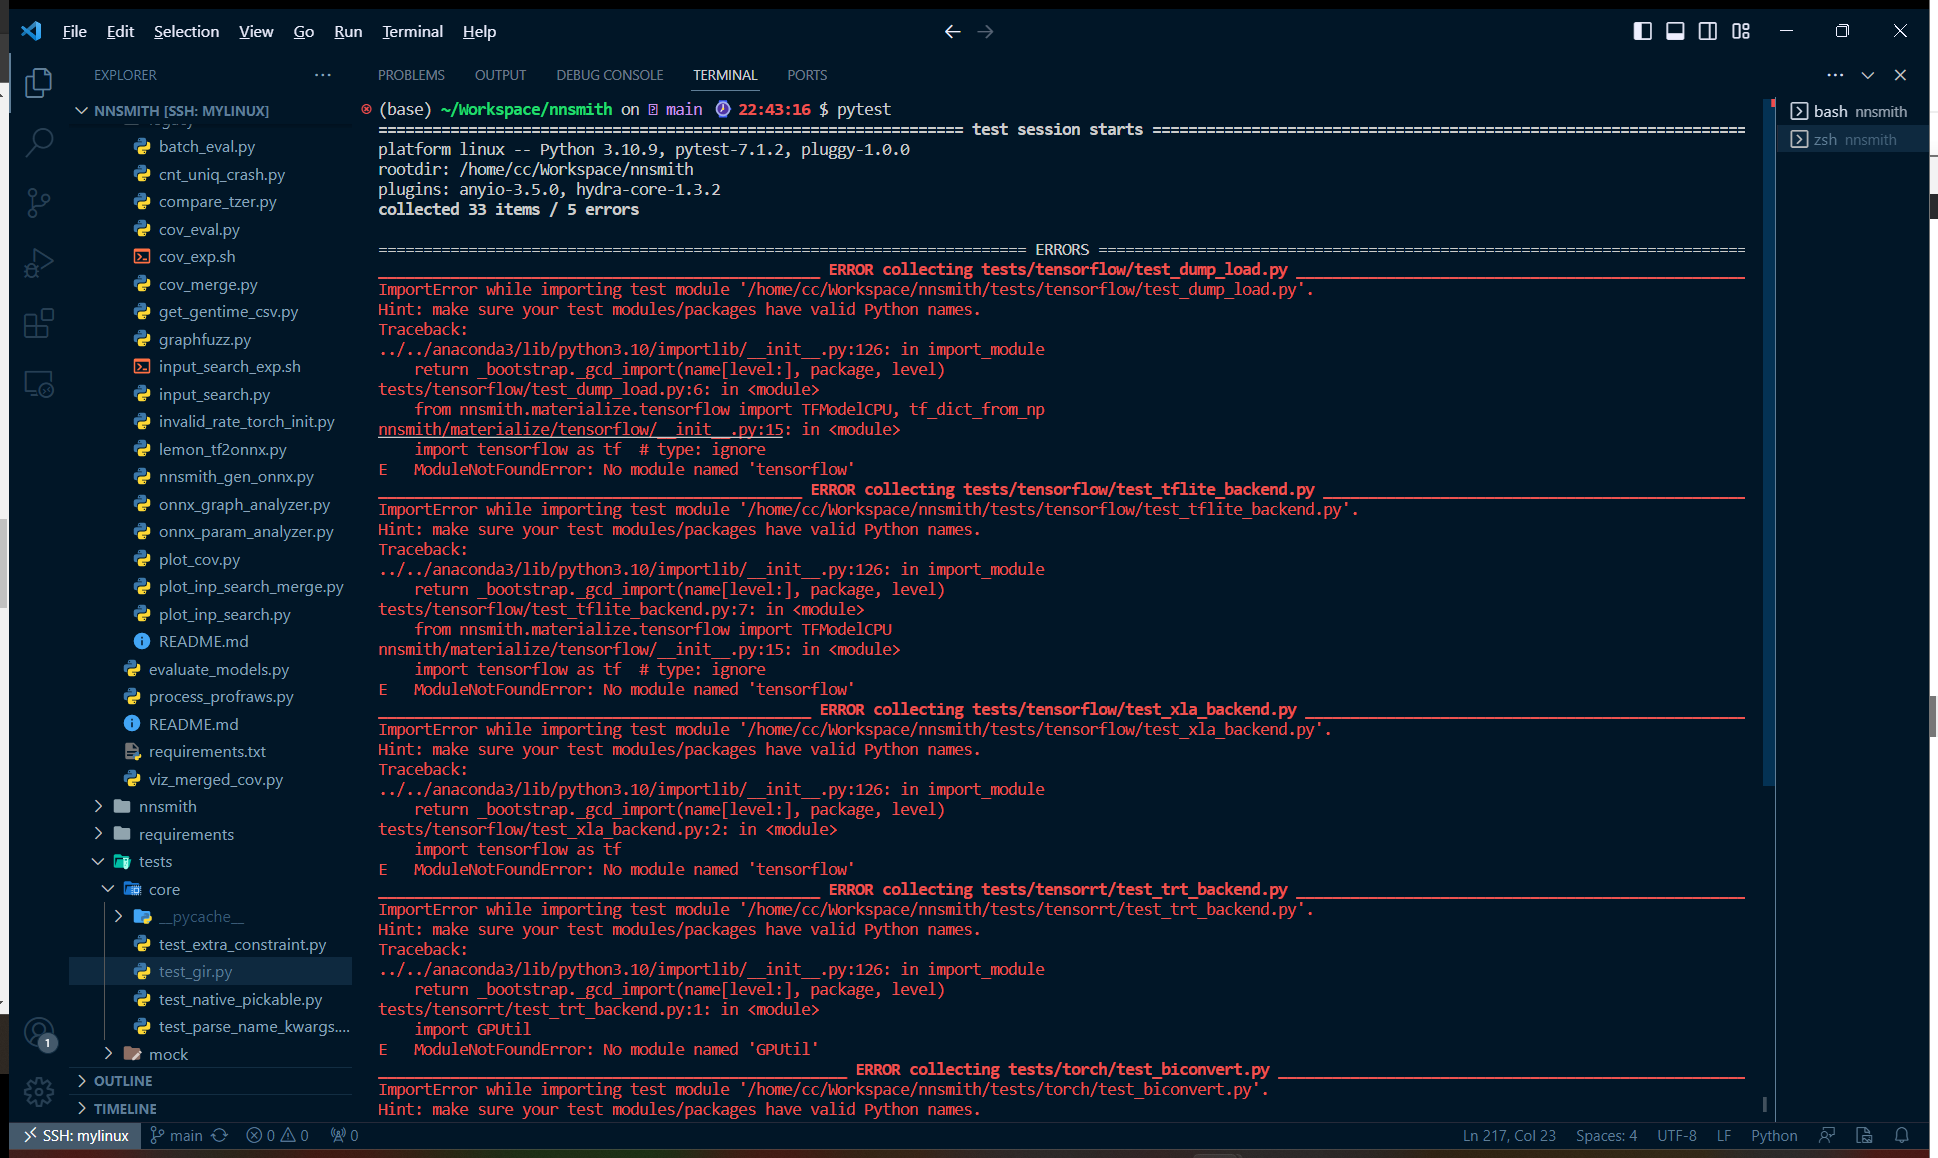 File Edit Selection View Go Run Terminal Help
EXPLORER
NNSMITH [SSH: MYLINUX]
batch_eval.py
cnt_uniq_crash.py
compare_tzer.py
cov_eval.py
cov_exp.sh
cov_merge.py
get_gentime_csv.py
graphfuzz.py
input_search_exp.sh
input_search.py
invalid_rate_torch_init.py
lemon_tf2onnx.py
nnsmith_gen_onnx.py
onnx_graph_analyzer.py
onnx_param_analyzer.py
plot_cov.py
plot_inp_search_merge.py
plot_inp_search.py
README.md
evaluate_models.py
process_profraws.py
README.md
requirements.txt
viz_merged_cov.py
nnsmith
requirements
tests
core
__pycache__
test_extra_constraint.py
test_gir.py
test_native_pickable.py
test_parse_name_kwargs....
mock
OUTLINE
TIMELINE
PROBLEMS OUTPUT DEBUG CONSOLE TERMINAL PORTS
(base) ~/Workspace/nnsmith on main 22:43:16 $ pytest
================================================================= test session starts ==================================================================
platform linux -- Python 3.10.9, pytest-7.1.2, pluggy-1.0.0
rootdir: /home/cc/Workspace/nnsmith
plugins: anyio-3.5.0, hydra-core-1.3.2
collected 33 items / 5 errors
======================================================================== ERRORS ========================================================================
_________________________________________________ ERROR collecting tests/tensorflow/test_dump_load.py __________________________________________________
ImportError while importing test module '/home/cc/Workspace/nnsmith/tests/tensorflow/test_dump_load.py'.
Hint: make sure your test modules/packages have valid Python names.
Traceback:
../../anaconda3/lib/python3.10/importlib/__init__.py:126: in import_module
return _bootstrap._gcd_import(name[level:], package, level)
tests/tensorflow/test_dump_load.py:6: in <module>
from nnsmith.materialize.tensorflow import TFModelCPU, tf_dict_from_np
nnsmith/materialize/tensorflow/__init__.py:15: in <module>
import tensorflow as tf # type: ignore
E ModuleNotFoundError: No module named 'tensorflow'
_______________________________________________ ERROR collecting tests/tensorflow/test_tflite_backend.py _______________________________________________
ImportError while importing test module '/home/cc/Workspace/nnsmith/tests/tensorflow/test_tflite_backend.py'.
Hint: make sure your test modules/packages have valid Python names.
Traceback:
../../anaconda3/lib/python3.10/importlib/__init__.py:126: in import_module
return _bootstrap._gcd_import(name[level:], package, level)
tests/tensorflow/test_tflite_backend.py:7: in <module>
from nnsmith.materialize.tensorflow import TFModelCPU
nnsmith/materialize/tensorflow/__init__.py:15: in <module>
import tensorflow as tf # type: ignore
E ModuleNotFoundError: No module named 'tensorflow'
________________________________________________ ERROR collecting tests/tensorflow/test_xla_backend.py _________________________________________________
ImportError while importing test module '/home/cc/Workspace/nnsmith/tests/tensorflow/test_xla_backend.py'.
Hint: make sure your test modules/packages have valid Python names.
Traceback:
../../anaconda3/lib/python3.10/importlib/__init__.py:126: in import_module
return _bootstrap._gcd_import(name[level:], package, level)
tests/tensorflow/test_xla_backend.py:2: in <module>
import tensorflow as tf
E ModuleNotFoundError: No module named 'tensorflow'
_________________________________________________ ERROR collecting tests/tensorrt/test_trt_backend.py __________________________________________________
ImportError while importing test module '/home/cc/Workspace/nnsmith/tests/tensorrt/test_trt_backend.py'.
Hint: make sure your test modules/packages have valid Python names.
Traceback:
../../anaconda3/lib/python3.10/importlib/__init__.py:126: in import_module
return _bootstrap._gcd_import(name[level:], package, level)
tests/tensorrt/test_trt_backend.py:1: in <module>
import GPUtil
E ModuleNotFoundError: No module named 'GPUtil'
____________________________________________________ ERROR collecting tests/torch/test_biconvert.py ____________________________________________________
ImportError while importing test module '/home/cc/Workspace/nnsmith/tests/torch/test_biconvert.py'.
Hint: make sure your test modules/packages have valid Python names.
bash nnsmith
zsh nnsmith
1
SSH: mylinux main 0 0 0 Ln 217, Col 23 Spaces: 4 UTF-8 LF Python